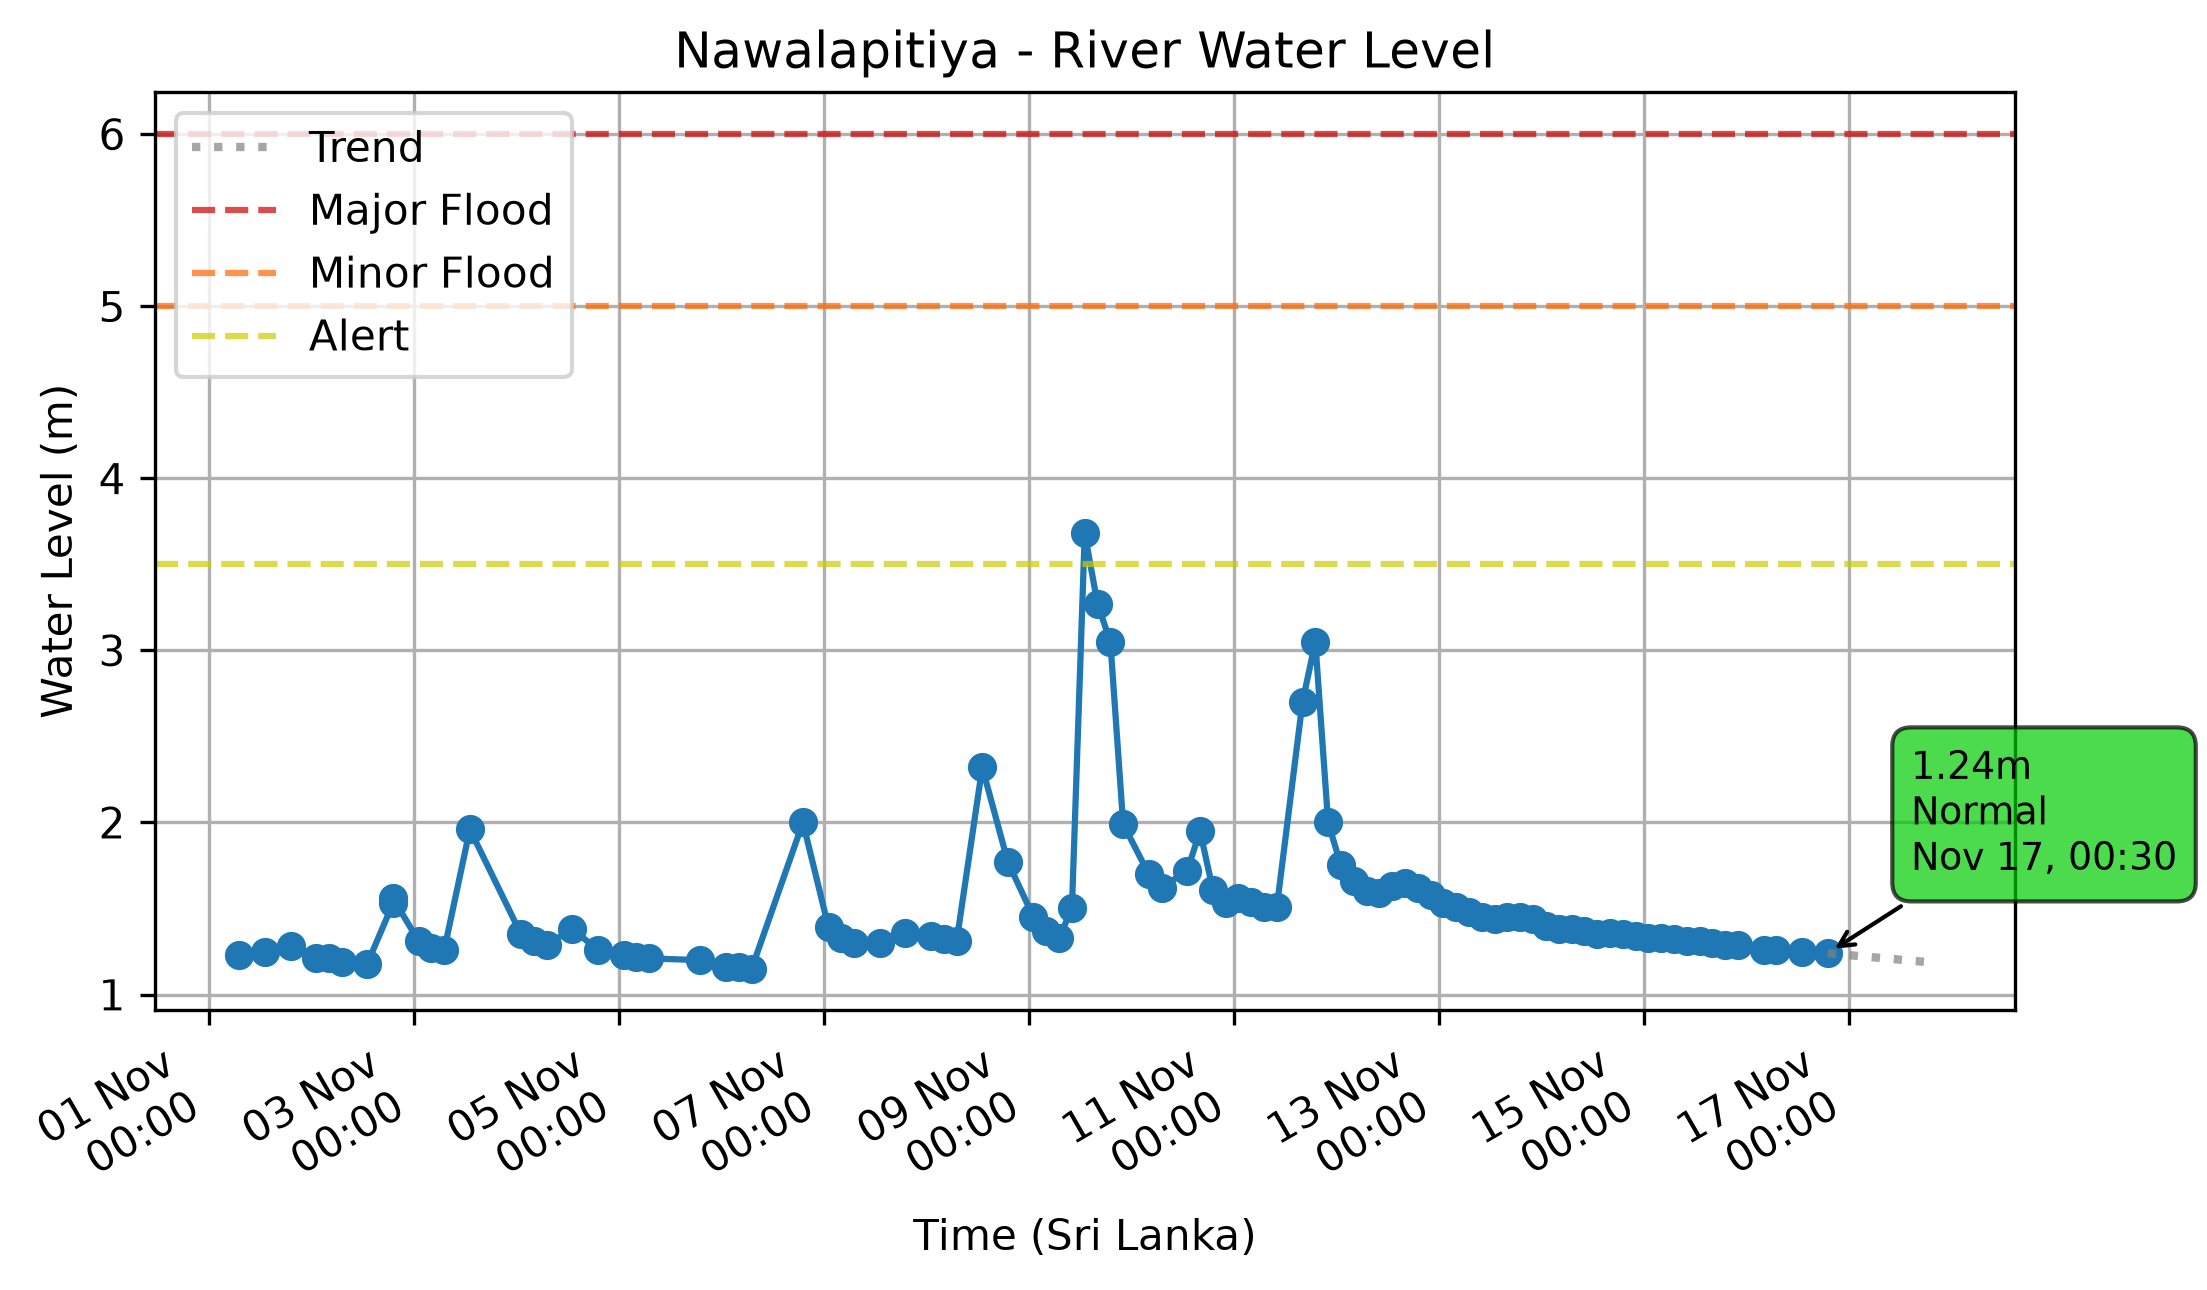 Nawalapitiya - River Water Level
Trend
Major Flood
Minor Flood
Alert
6
5
4
3
2
1
Water Level (m)
1.24m
Normal
Nov 17, 00:30
01 Nov
00:00
03 Nov
00:00
05 Nov
00:00
07 Nov
00:00
09 Nov
00:00
11 Nov
00:00
13 Nov
00:00
15 Nov
00:00
17 Nov
00:00
Time (Sri Lanka)